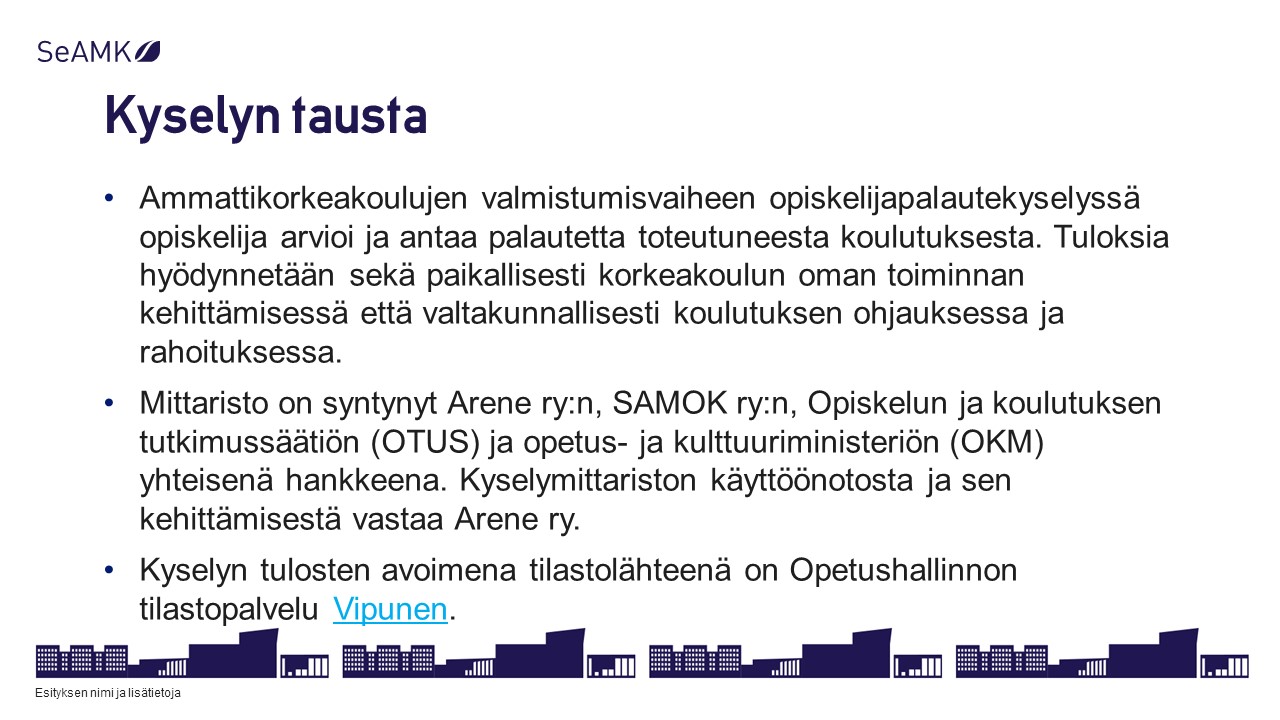 SeAMK
Kyselyn tausta
• Ammattikorkeakoulujen valmistumisvaiheen opiskelijapalautekyselyssä
opiskelija arvioi ja antaa palautetta toteutuneesta koulutuksesta. Tuloksia
hyödynnetään sekä paikallisesti korkeakoulun oman toiminnan
kehittämisessä että valtakunnallisesti koulutuksen ohjauksessa ja
rahoituksessa.
• Mittaristo on syntynyt Arene ry:n, SAMOK ry:n, Opiskelun ja koulutuksen
tutkimussäätiön (OTUS) ja opetus- ja kulttuuriministeriön (OKM)
yhteisenä hankkeena. Kyselymittariston käyttöönotosta ja sen
kehittämisestä vastaa Arene ry.
• Kyselyn tulosten avoimena tilastolähteenä on Opetushallinnon
tilastopalvelu Vipunen.
Esityksen nimi ja lisätietoja